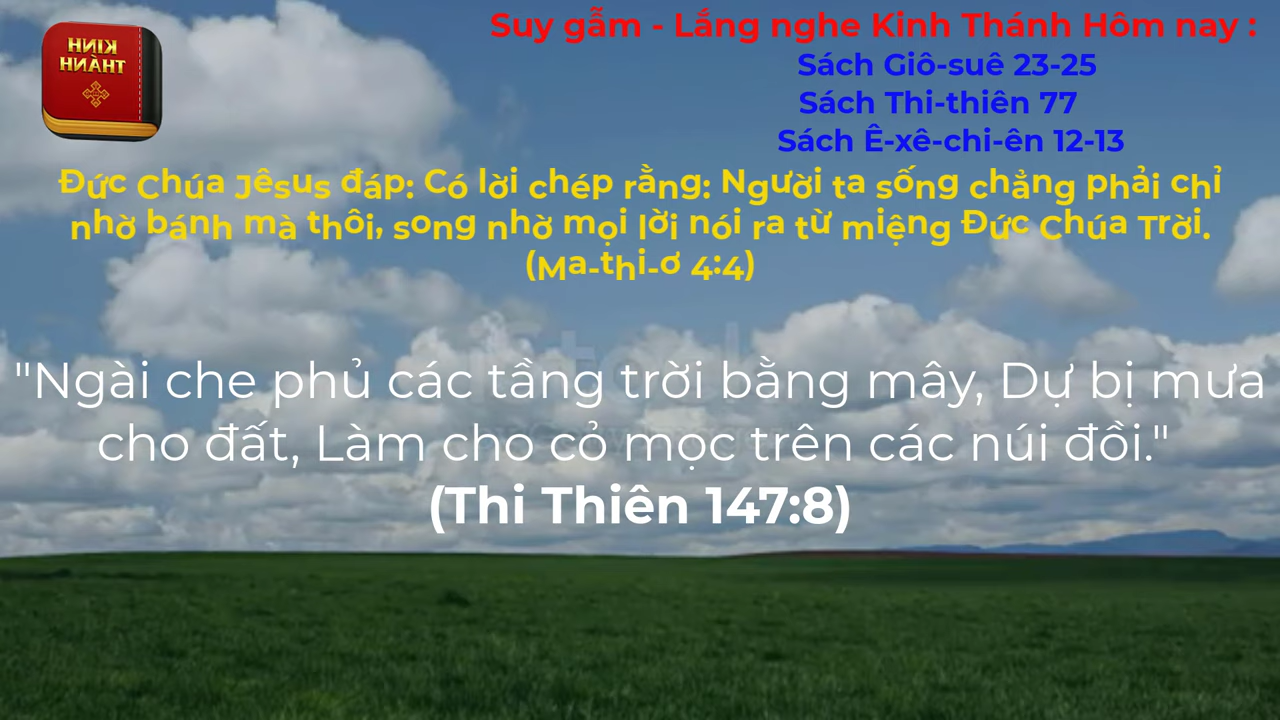 KINH
THÁNH
Suy gẫm - Lắng nghe Kinh Thánh Hôm nay :
Sách Giô-suê 23-25
Sách Thi-thiên 77
Sách Ê-xê-chi-ên 12-13
Đức Chúa Jêsus đáp: Có lời chép rằng: Người ta sống chẳng phải chỉ
nhờ bánh mà thôi, song nhờ mọi lời nói ra từ miệng Đức Chúa Trời.
(Ma-thi-ơ 4:4)
"Ngài che phủ các tầng trời bằng mây, Dự bị mưa
cho đất, Làm cho cỏ mọc trên các núi đồi."
(Thi Thiên 147:8)